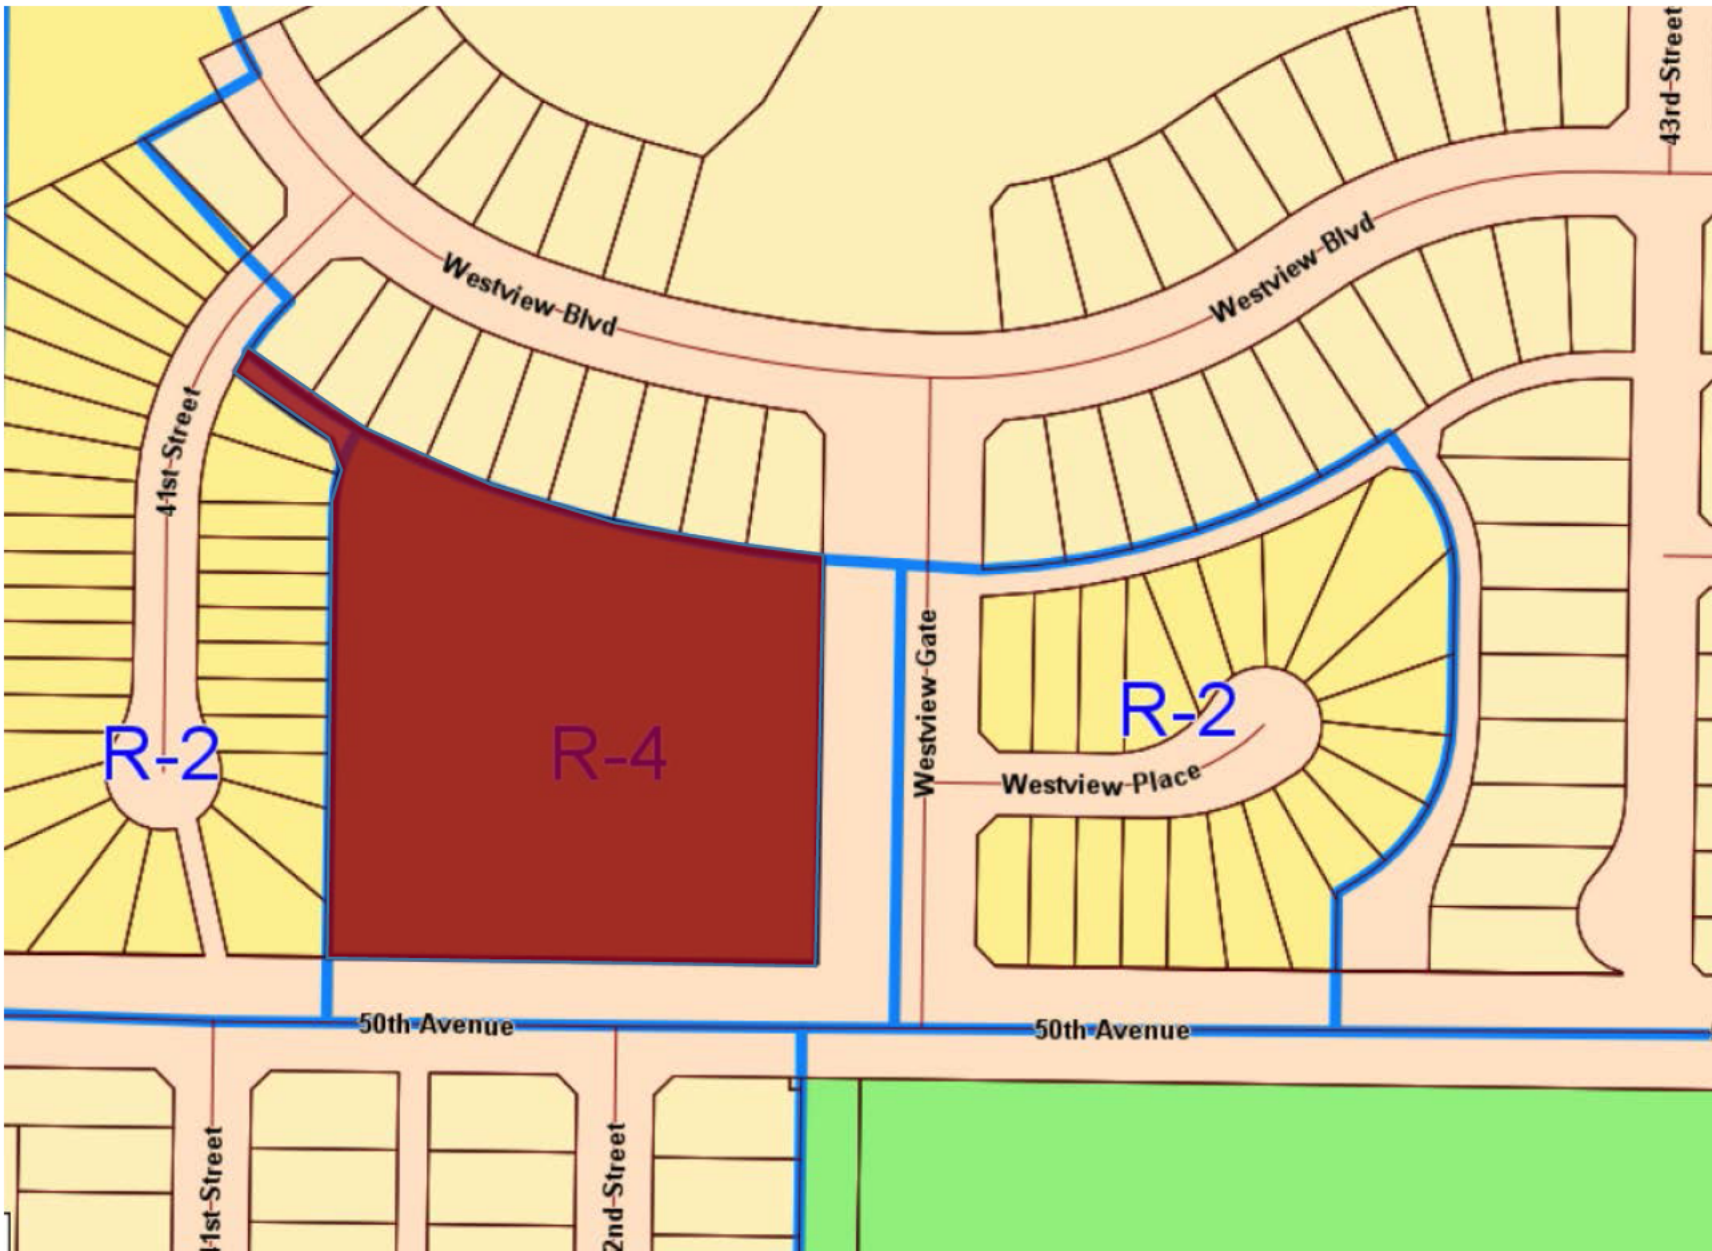 43rd-Street
Westview-Blvd
Westview-Blvd
41st-Street
Westview-Gate
R-2
R-2
R-4
Westview-Place
50th Avenue
50th Avenue
41st-Street
2nd-Street